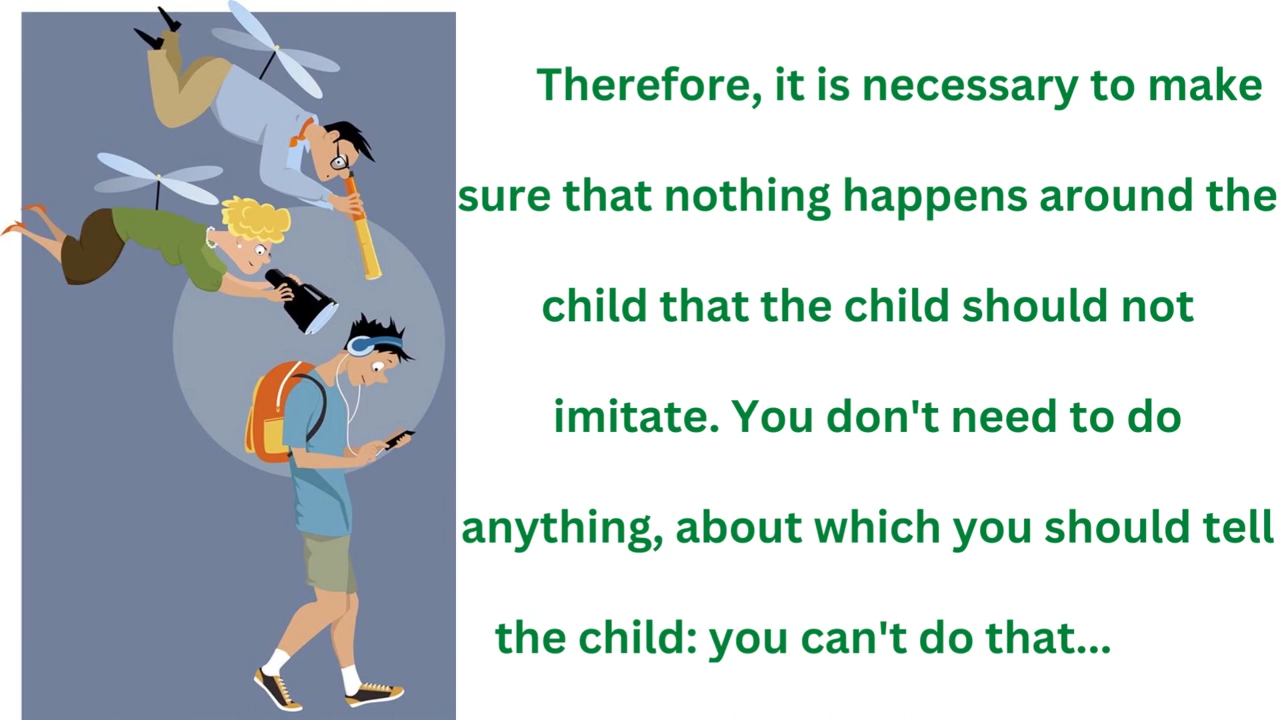 Therefore, it is necessary to make
sure that nothing happens around the
child that the child should not
imitate. You don't need to do
anything, about which you should tell
the child: you can't do that...